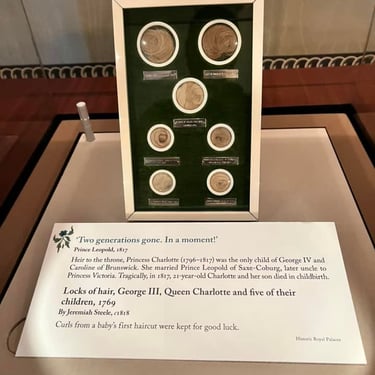 'Two generations gone. In a moment!'
Prince Leopold, 1817
Heir to the throne, Princess Charlotte (1796–1817) was the only child of George IV and
Caroline of Brunswick. She married Prince Leopold of Saxe-Coburg, later uncle to
Princess Victoria. Tragically, in 1817, 21-year-old Charlotte and her son died in childbirth.
Locks of hair, George III, Queen Charlotte and five of their
children, 1769
By Jeremiah Steele, c1818
Curls from a baby's first haircut were kept for good luck.
Historic Royal Palaces